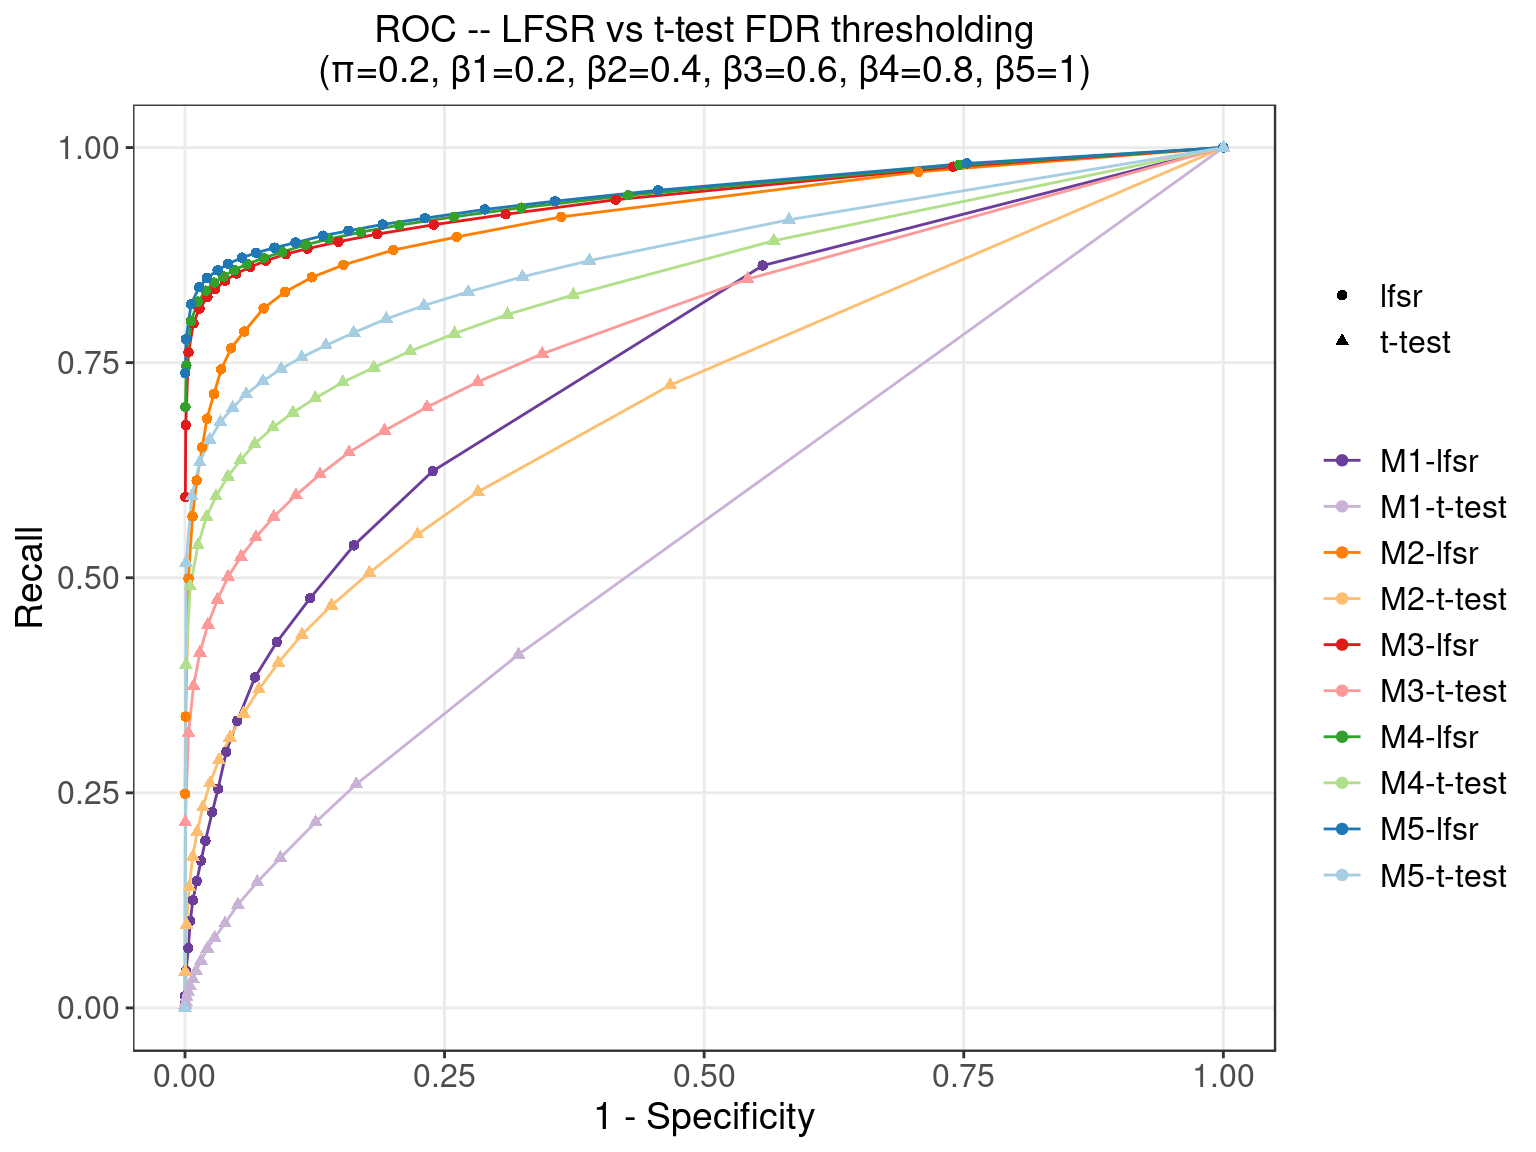 ROC -- LFSR vs t-test FDR thresholding
(π=0.2, β1=0.2, β2=0.4, β3=0.6, β4=0.8, β5=1)
1.00
0.75
0.50
0.25
0.00
Recall
0.00 0.25 0.50 0.75 1.00
1 - Specificity
lfsr
t-test
M1-lfsr
M1-t-test
M2-lfsr
M2-t-test
M3-lfsr
M3-t-test
M4-lfsr
M4-t-test
M5-lfsr
M5-t-test